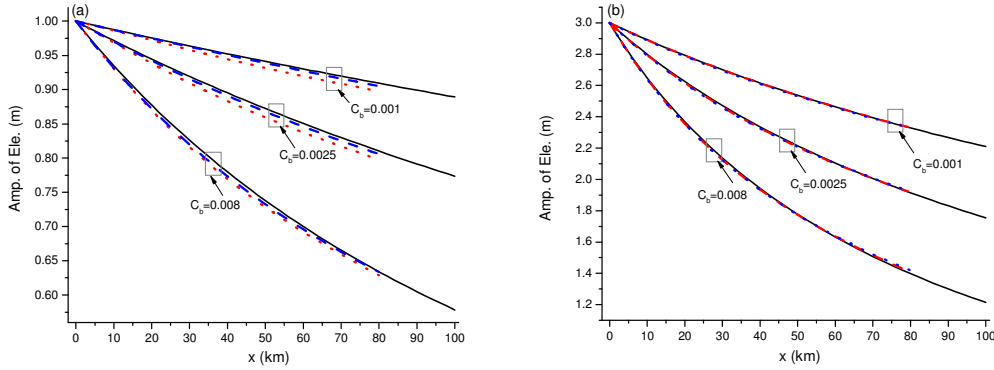 (a)
1.00
0.95
0.90
0.85
0.80
0.75
0.70
0.65
0.60
Amp. of Ele. (m)
C_b=0.001
C_b=0.0025
C_b=0.008
0 10 20 30 40 50 60 70 80 90 100
x (km)
(b)
3.0
2.8
2.6
2.4
2.2
2.0
1.8
1.6
1.4
1.2
Amp. of Ele. (m)
C_b=0.001
C_b=0.0025
C_b=0.008
0 10 20 30 40 50 60 70 80 90 100
x (km)